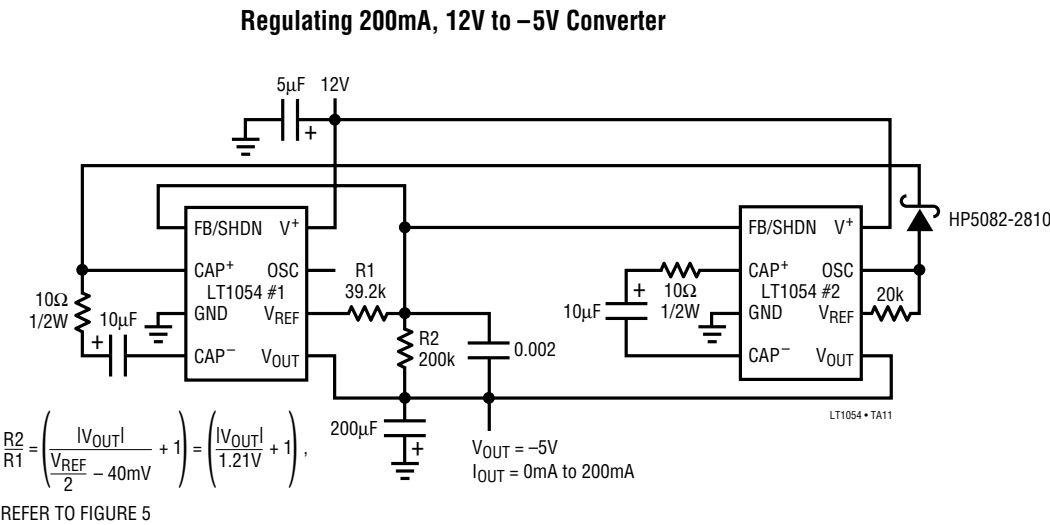 Regulating 200mA, 12V to –5V Converter
5µF 12V
+
FB/SHDN V+
CAP+ OSC
LT1054 #1
GND
VREF
CAP– VOUT
10Ω
1/2W
10µF
+
R1
39.2k
R2
200k
0.002
200µF
+
VOUT = –5V
IOUT = 0mA to 200mA
10µF
+
10Ω
1/2W
FB/SHDN V+
CAP+ OSC
LT1054 #2
GND
VREF
CAP– VOUT
20k
HP5082-2810
LT1054 • TA11
R2/R1 = (|VOUT| / (VREF/2 – 40mV) + 1) = (|VOUT|/1.21V + 1),
REFER TO FIGURE 5